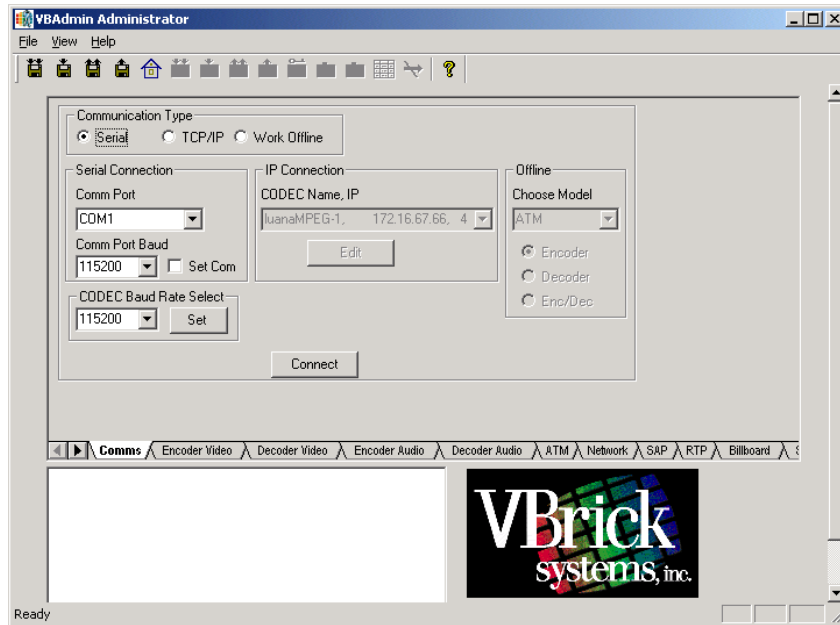 VBAdmin Administrator
File View Help
Communication Type
Serial TCP/IP Work Offline
Serial Connection
Comm Port
COM1
Comm Port Baud
115200 Set Com
CODEC Baud Rate Select
115200 Set
IP Connection
CODEC Name, IP
luanaMPEG-1, 172.16.67.66, 4
Edit
Offline
Choose Model
ATM
Encoder
Decoder
Enc/Dec
Connect
Comms Encoder Video Decoder Video Encoder Audio Decoder Audio ATM Network SAP RTP Billboard
VBrick
systems, inc.
Ready